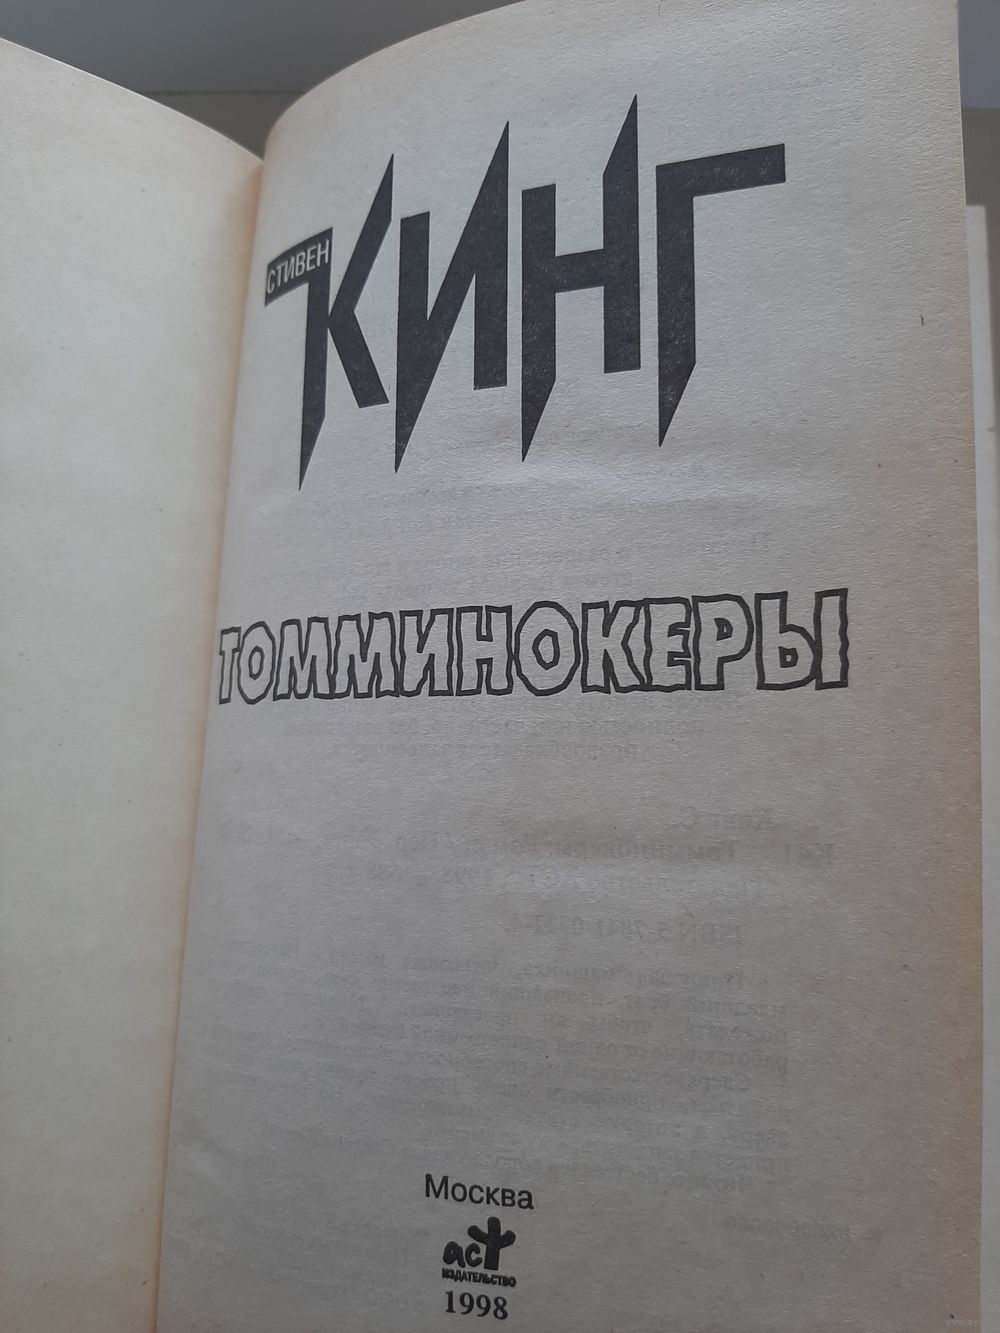 СТИВЕН
КИНГ
ТОММИНОКЕРЫ
Москва
аст
ИЗДАТЕЛЬСТВО
1998